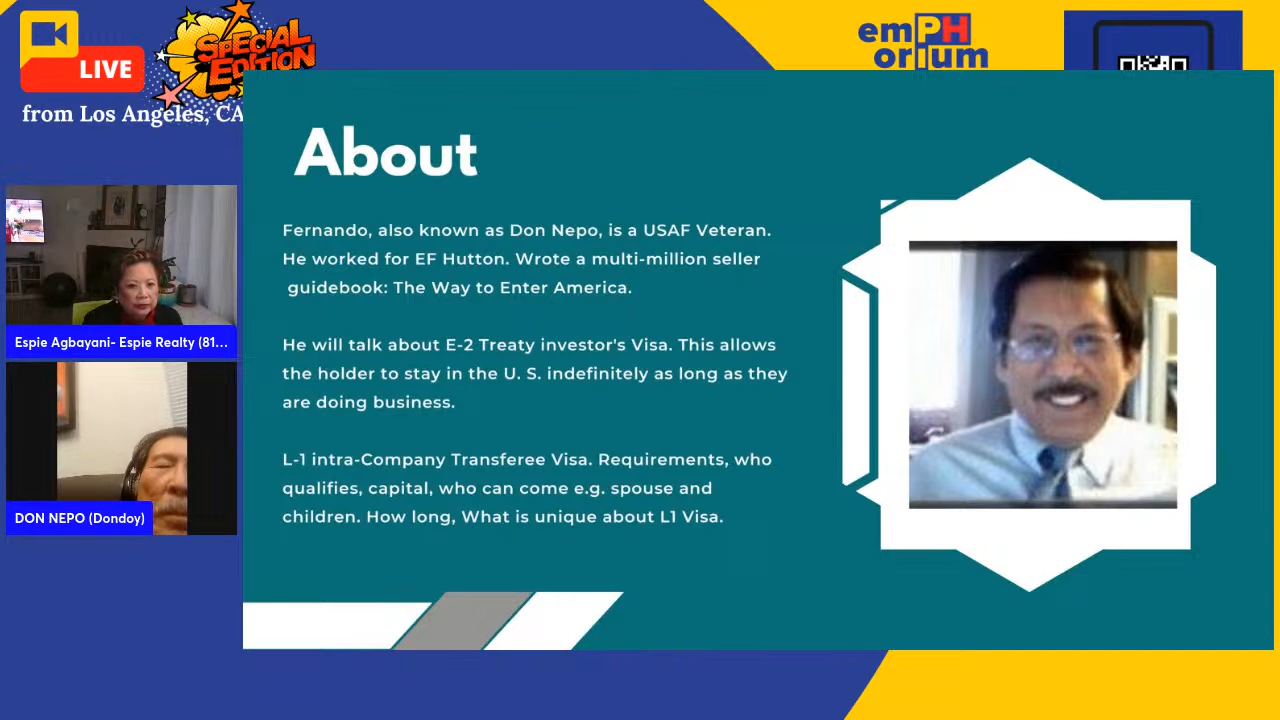 LIVE
SPECIAL
EDITION
from Los Angeles, CA
emPH
orium
About
Fernando, also known as Don Nepo, is a USAF Veteran.
He worked for EF Hutton. Wrote a multi-million seller
guidebook: The Way to Enter America.
He will talk about E-2 Treaty investor's Visa. This allows
the holder to stay in the U. S. indefinitely as long as they
are doing business.
L-1 intra-Company Transferee Visa. Requirements, who
qualifies, capital, who can come e.g. spouse and
children. How long, What is unique about L1 Visa.
Espie Agbayani- Espie Realty (81...
DON NEPO (Dondoy)